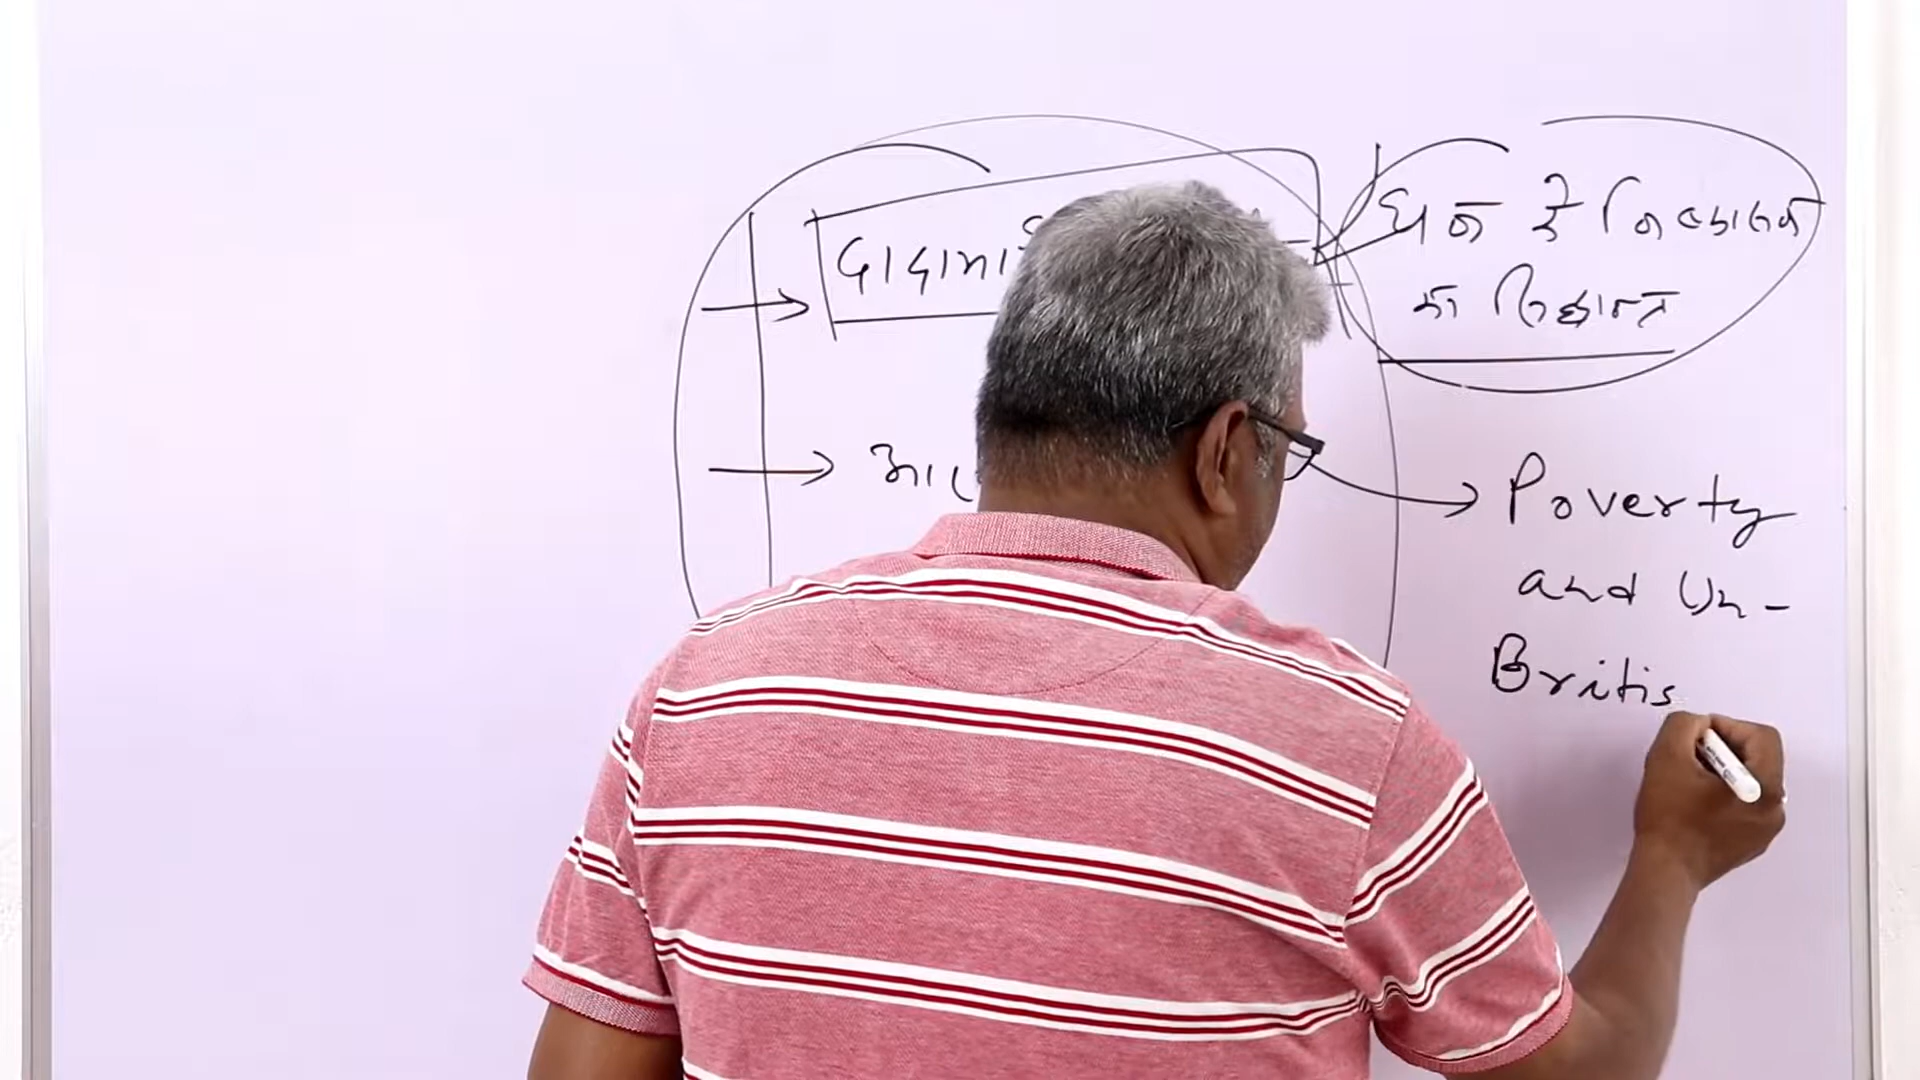 दादाभा
धन के निष्कासन
का सिद्धान्त
Poverty
and Un-
Britis